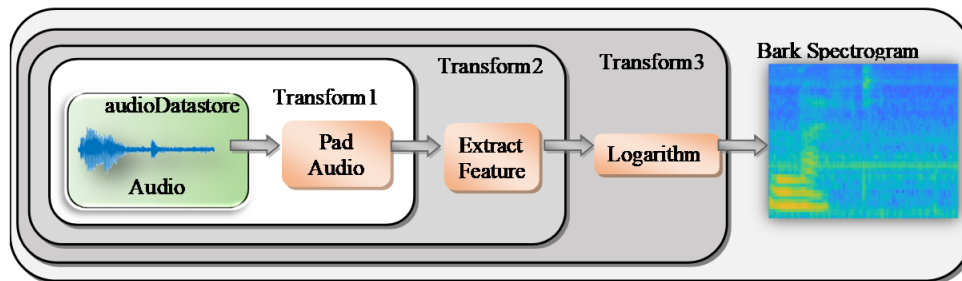 Bark Spectrogram
Transform3
Transform2
Transform1
audioDatastore
Audio
Pad
Audio
Extract
Feature
Logarithm